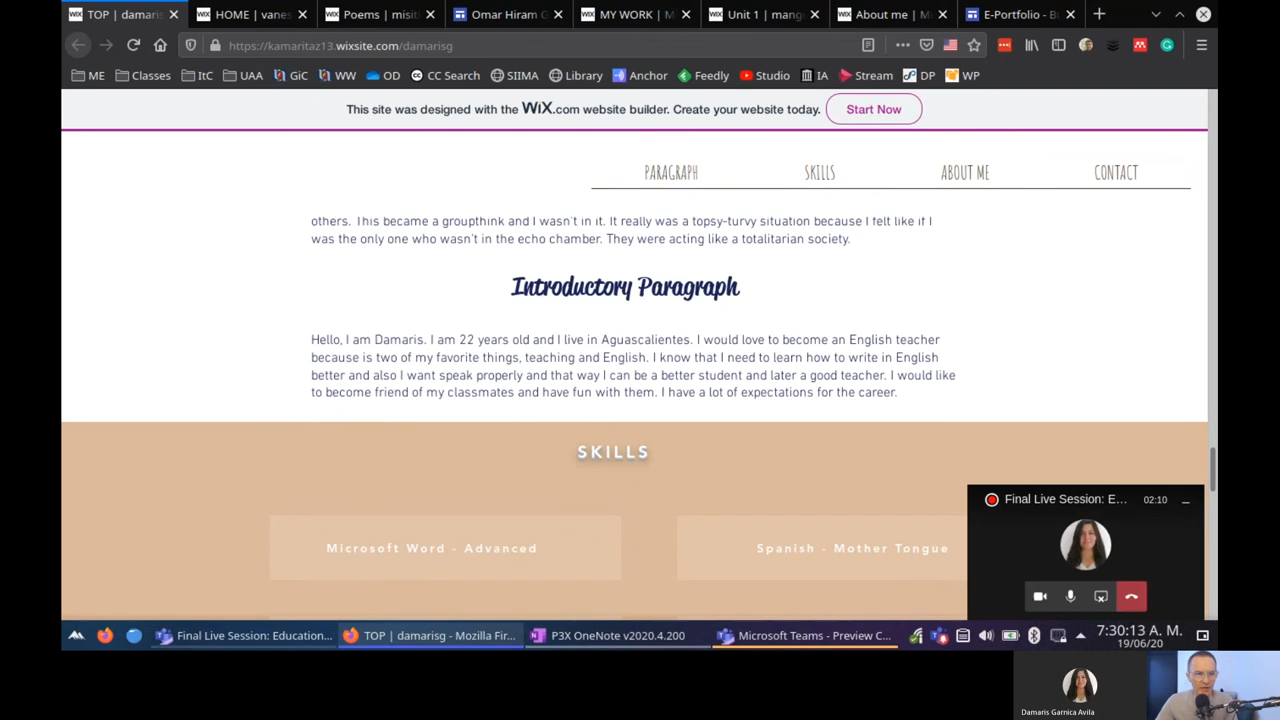 TOP | damaris
HOME | vanes
Poems | misiti
Omar Hiram G
MY WORK | M
Unit 1 | mang
About me | M
E-Portfolio - B
https://kamaritaz13.wixsite.com/damarisg
ME Classes ItC UAA GiC WW OD CC Search SIIMA Library Anchor Feedly Studio IA Stream DP WP
This site was designed with the WiX.com website builder. Create your website today. Start Now
PARAGRAPH SKILLS ABOUT ME CONTACT
others. This became a groupthink and I wasn't in it. It really was a topsy-turvy situation because I felt like if I
was the only one who wasn't in the echo chamber. They were acting like a totalitarian society.
Introductory Paragraph
Hello, I am Damaris. I am 22 years old and I live in Aguascalientes. I would love to become an English teacher
because is two of my favorite things, teaching and English. I know that I need to learn how to write in English
better and also I want speak properly and that way I can be a better student and later a good teacher. I would like
to become friend of my classmates and have fun with them. I have a lot of expectations for the career.
SKILLS
Microsoft Word - Advanced
Spanish - Mother Tongue
Final Live Session: E... 02:10
Final Live Session: Education...
TOP | damarisg - Mozilla Fir...
P3X OneNote v2020.4.200
Microsoft Teams - Preview C...
7:30:13 A. M.
19/06/20
Damaris Garnica Avila